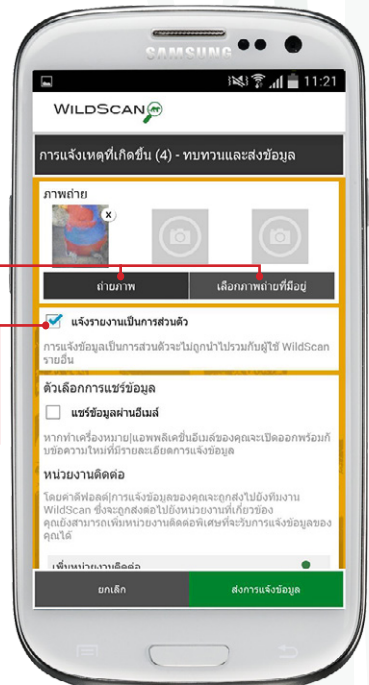 SAMSUNG
11:21
WILDSCAN
การแจ้งเหตุที่เกิดขึ้น (4) - ทบทวนและส่งข้อมูล
ภาพถ่าย
x
ถ่ายภาพ
เลือกภาพถ่ายที่มีอยู่
แจ้งรายงานเป็นการส่วนตัว
การแจ้งข้อมูลเป็นการส่วนตัวจะไม่ถูกนำไปรวมกับผู้ใช้ WildScan
รายอื่น
ตัวเลือกการแชร์ข้อมูล
แชร์ข้อมูลผ่านอีเมล์
หากทำเครื่องหมาย|แอพพลิเคชั่นอีเมล์ของคุณจะเปิดออกพร้อมกั
บข้อความใหม่ที่มีรายละเอียดการแจ้งข้อมูล
หน่วยงานติดต่อ
โดยค่าดีฟอลต์|การแจ้งข้อมูลของคุณจะถูกส่งไปยังทีมงาน
WildScan ซึ่งจะถูกส่งต่อไปยังหน่วยงานที่เกี่ยวข้อง
คุณยังสามารถเพิ่มหน่วยงานติดต่อพิเศษที่จะรับการแจ้งข้อมูลของ
คุณได้
เพิ่มหน่วยงานติดต่อ
ยกเลิก
ส่งการแจ้งข้อมูล